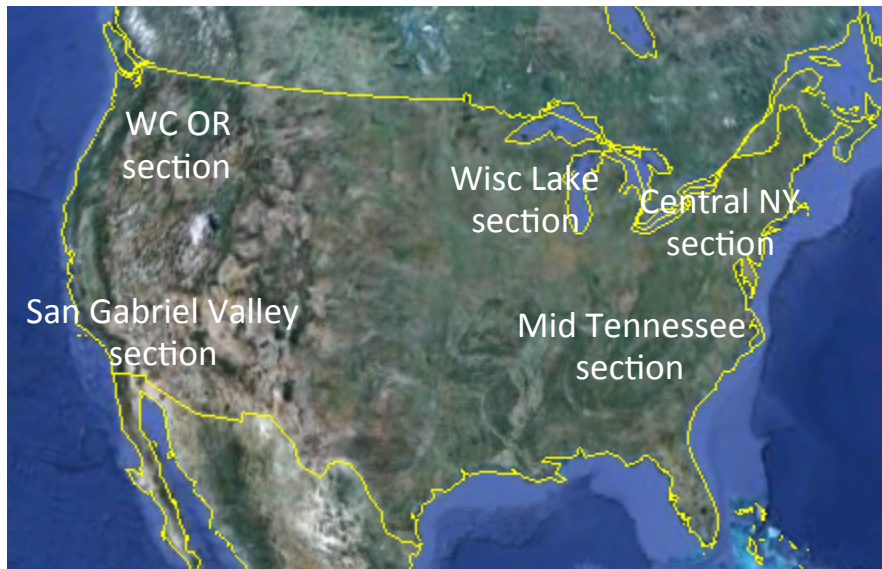 WC OR
section
Wisc Lake
section
Central NY
section
San Gabriel Valley
section
Mid Tennessee
section